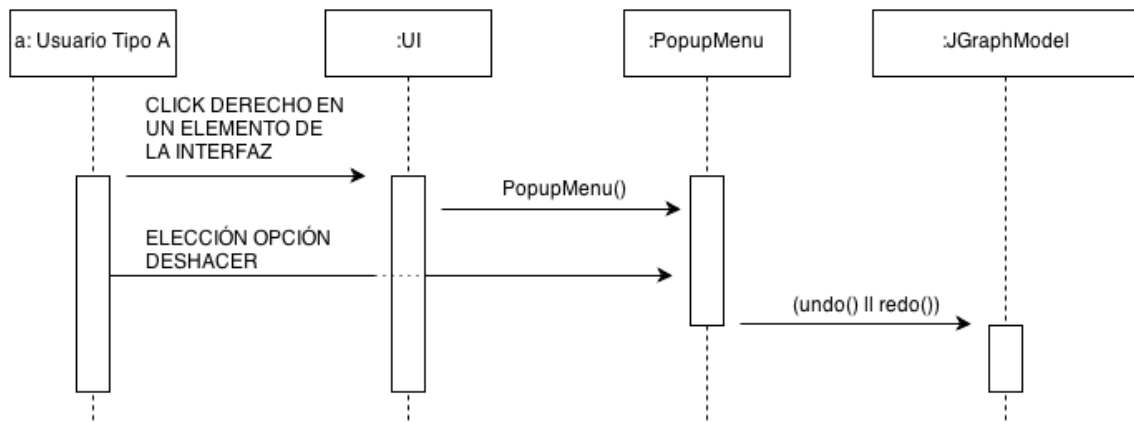 a: Usuario Tipo A
:UI
:PopupMenu
:JGraphModel
CLICK DERECHO EN
UN ELEMENTO DE
LA INTERFAZ
PopupMenu()
ELECCIÓN OPCIÓN
DESHACER
(undo() II redo())